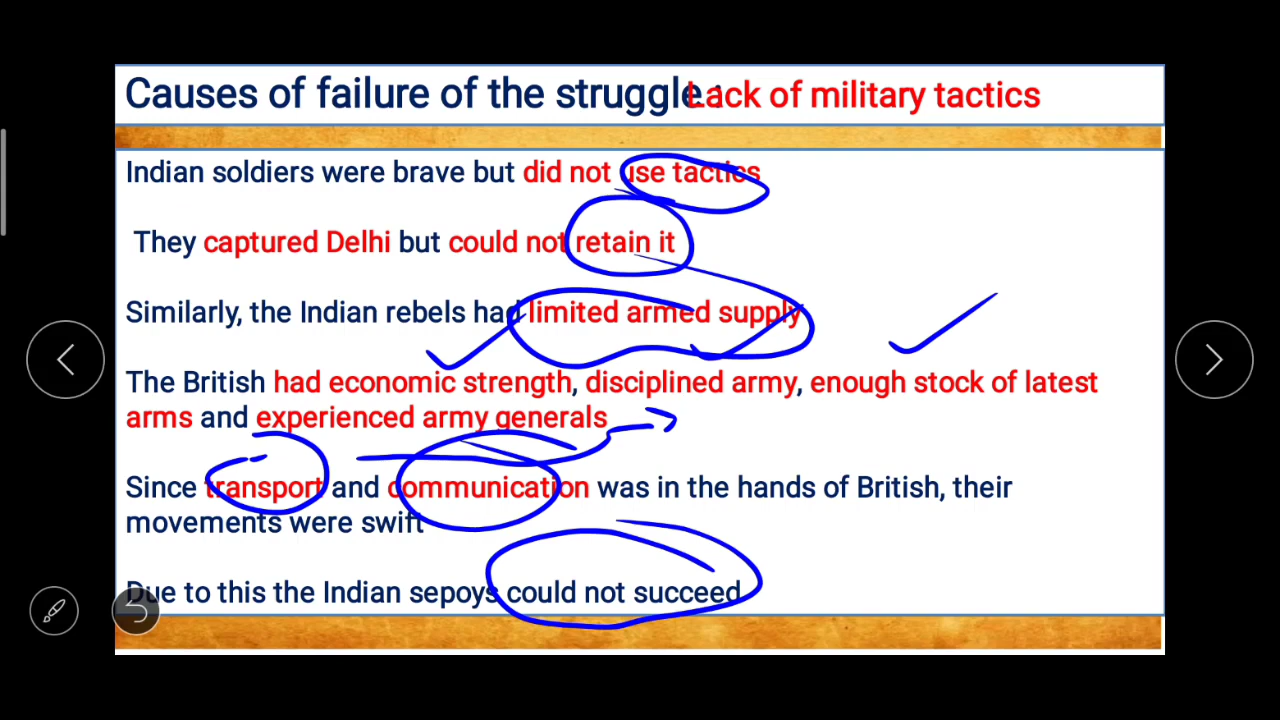 Causes of failure of the struggle : Lack of military tactics
Indian soldiers were brave but did not use tactics
They captured Delhi but could not retain it
Similarly, the Indian rebels had limited armed supply
The British had economic strength, disciplined army, enough stock of latest
arms and experienced army generals
Since transport and communication was in the hands of British, their
movements were swift
Due to this the Indian sepoys could not succeed